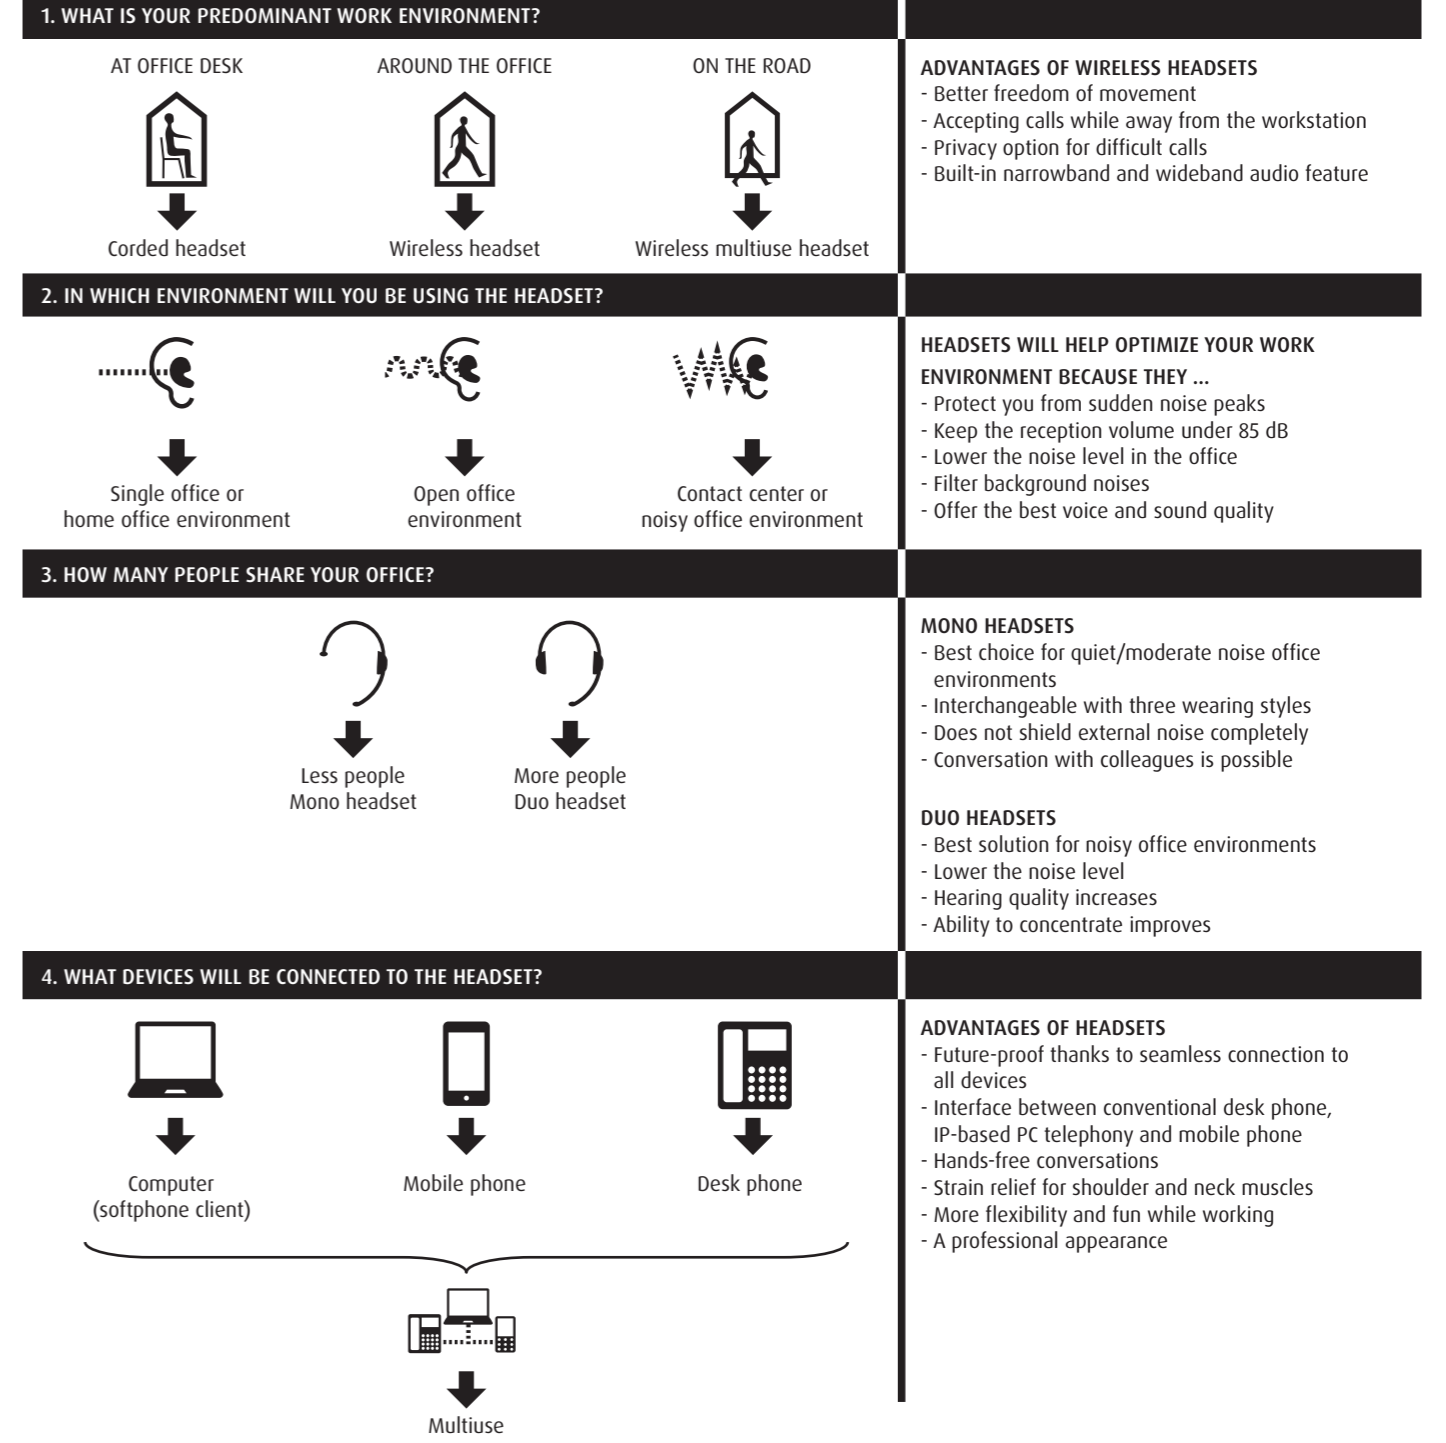 1. WHAT IS YOUR PREDOMINANT WORK ENVIRONMENT?
AT OFFICE DESK
AROUND THE OFFICE
ON THE ROAD
Corded headset
Wireless headset
Wireless multiuse headset
ADVANTAGES OF WIRELESS HEADSETS
- Better freedom of movement
- Accepting calls while away from the workstation
- Privacy option for difficult calls
- Built-in narrowband and wideband audio feature
2. IN WHICH ENVIRONMENT WILL YOU BE USING THE HEADSET?
Single office or
home office environment
Open office
environment
Contact center or
noisy office environment
HEADSETS WILL HELP OPTIMIZE YOUR WORK
ENVIRONMENT BECAUSE THEY ...
- Protect you from sudden noise peaks
- Keep the reception volume under 85 dB
- Lower the noise level in the office
- Filter background noises
- Offer the best voice and sound quality
3. HOW MANY PEOPLE SHARE YOUR OFFICE?
Less people
Mono headset
More people
Duo headset
MONO HEADSETS
- Best choice for quiet/moderate noise office
environments
- Interchangeable with three wearing styles
- Does not shield external noise completely
- Conversation with colleagues is possible
DUO HEADSETS
- Best solution for noisy office environments
- Lower the noise level
- Hearing quality increases
- Ability to concentrate improves
4. WHAT DEVICES WILL BE CONNECTED TO THE HEADSET?
Computer
(softphone client)
Mobile phone
Desk phone
Multiuse
ADVANTAGES OF HEADSETS
- Future-proof thanks to seamless connection to
all devices
- Interface between conventional desk phone,
IP-based PC telephony and mobile phone
- Hands-free conversations
- Strain relief for shoulder and neck muscles
- More flexibility and fun while working
- A professional appearance